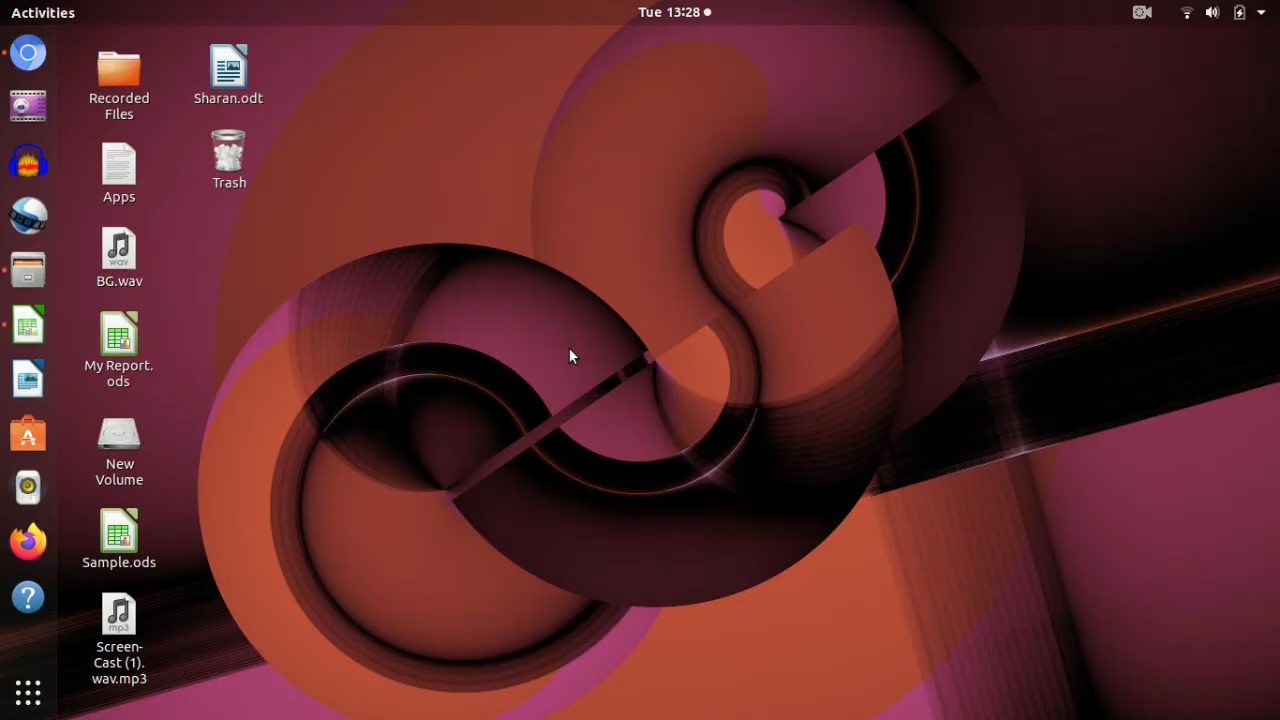 Activities
Tue 13:28
Recorded
FIles
Sharan.odt
Apps
Trash
wav
BG.wav
My Report.
ods
New
Volume
Sample.ods
mp3
Screen-
Cast (1).
wav.mp3